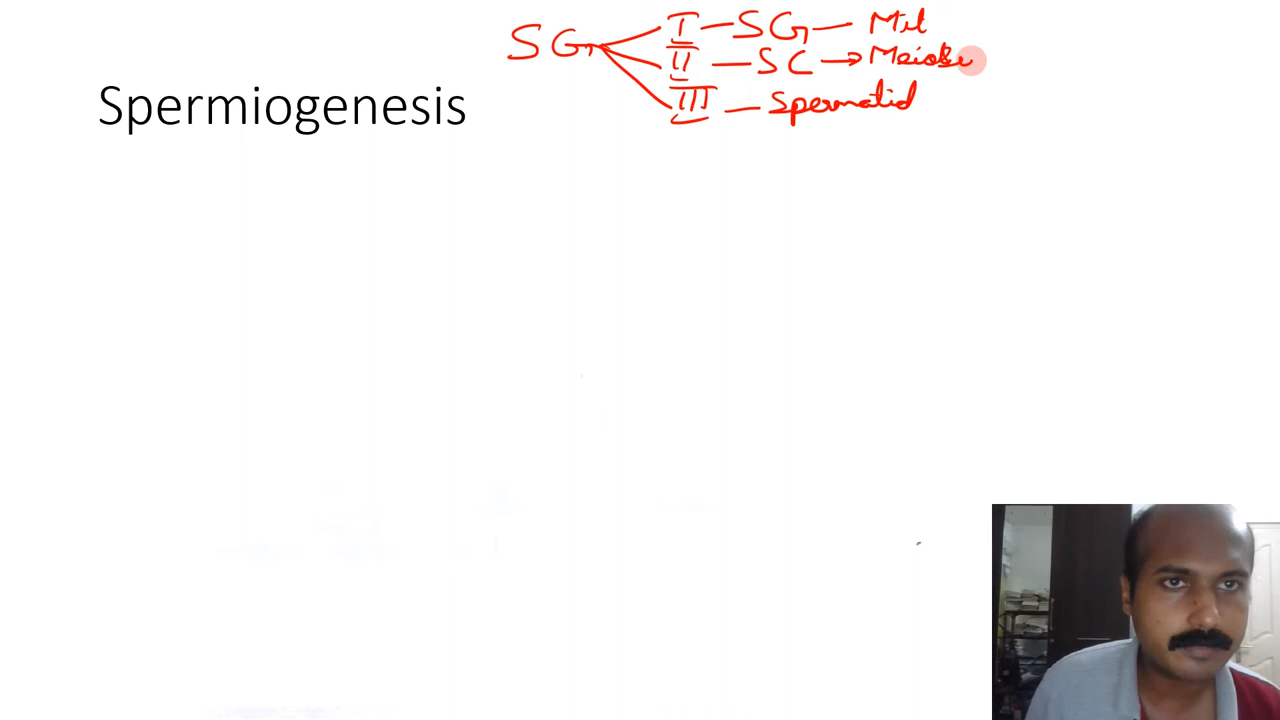 SG I — SG — Mit
II — SC → Meiosis
III — Spermatid
Spermiogenesis